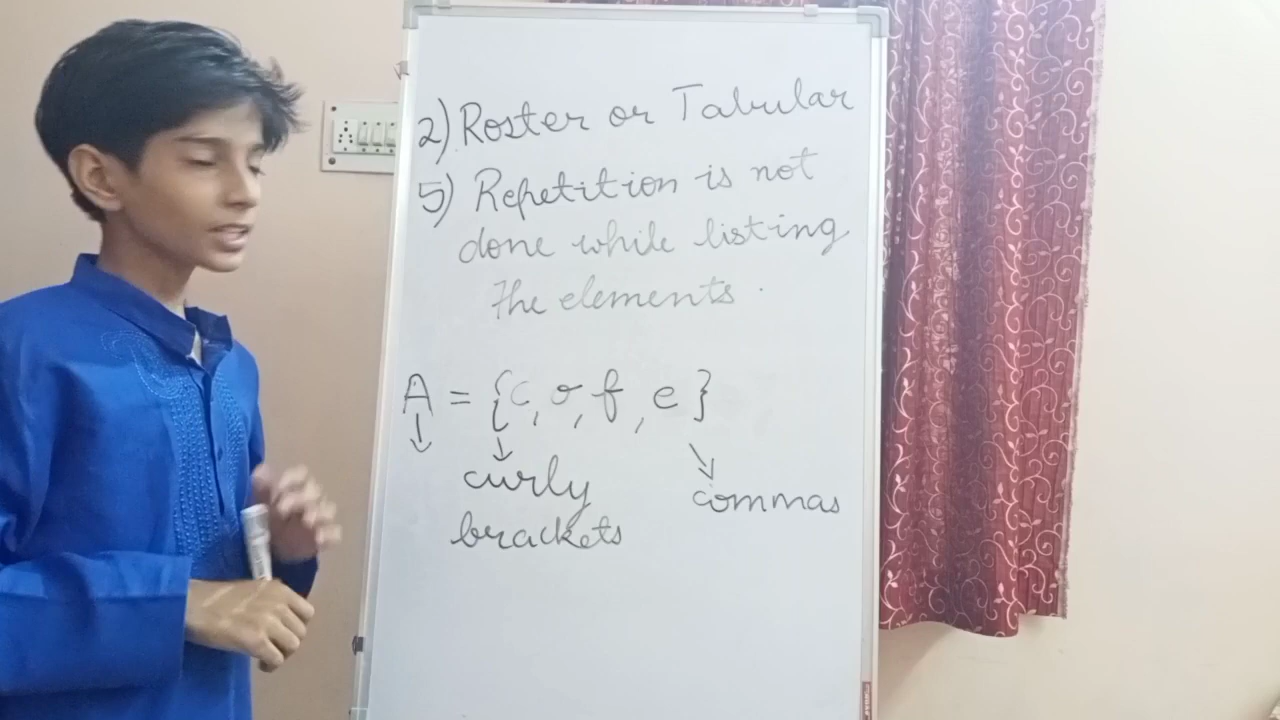 2) Roster or Tabular
5) Repetition is not
done while listing
the elements.
A = {c, o, f, e}
curly
brackets
commas